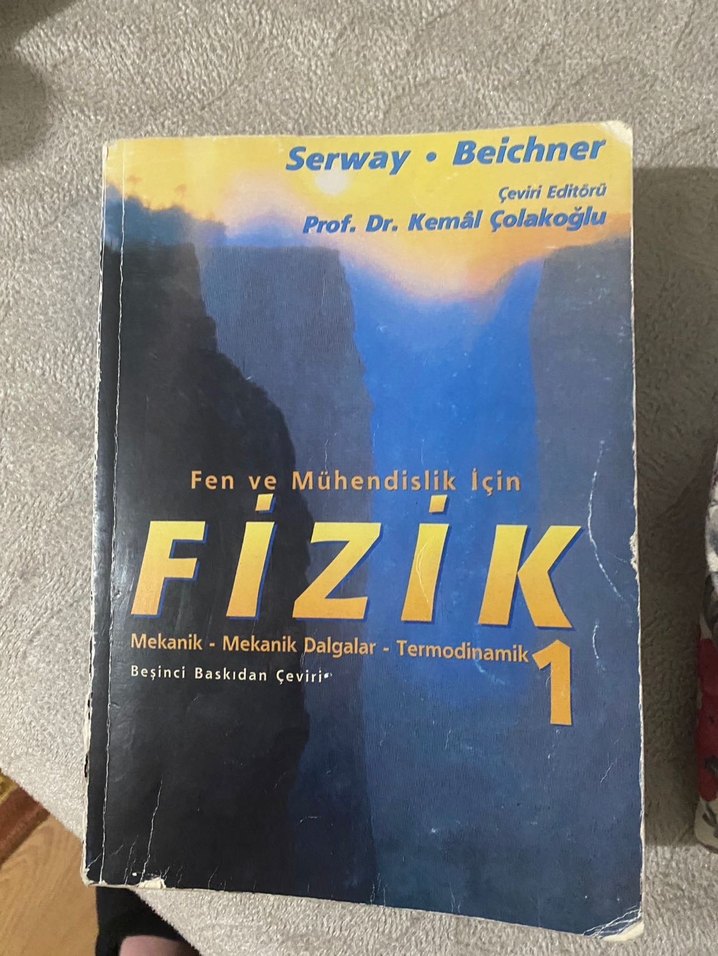 Serway • Beichner
Çeviri Editörü
Prof. Dr. Kemâl Çolakoğlu
Fen ve Mühendislik İçin
FİZİK
Mekanik - Mekanik Dalgalar - Termodinamik 1
Beşinci Baskıdan Çeviri